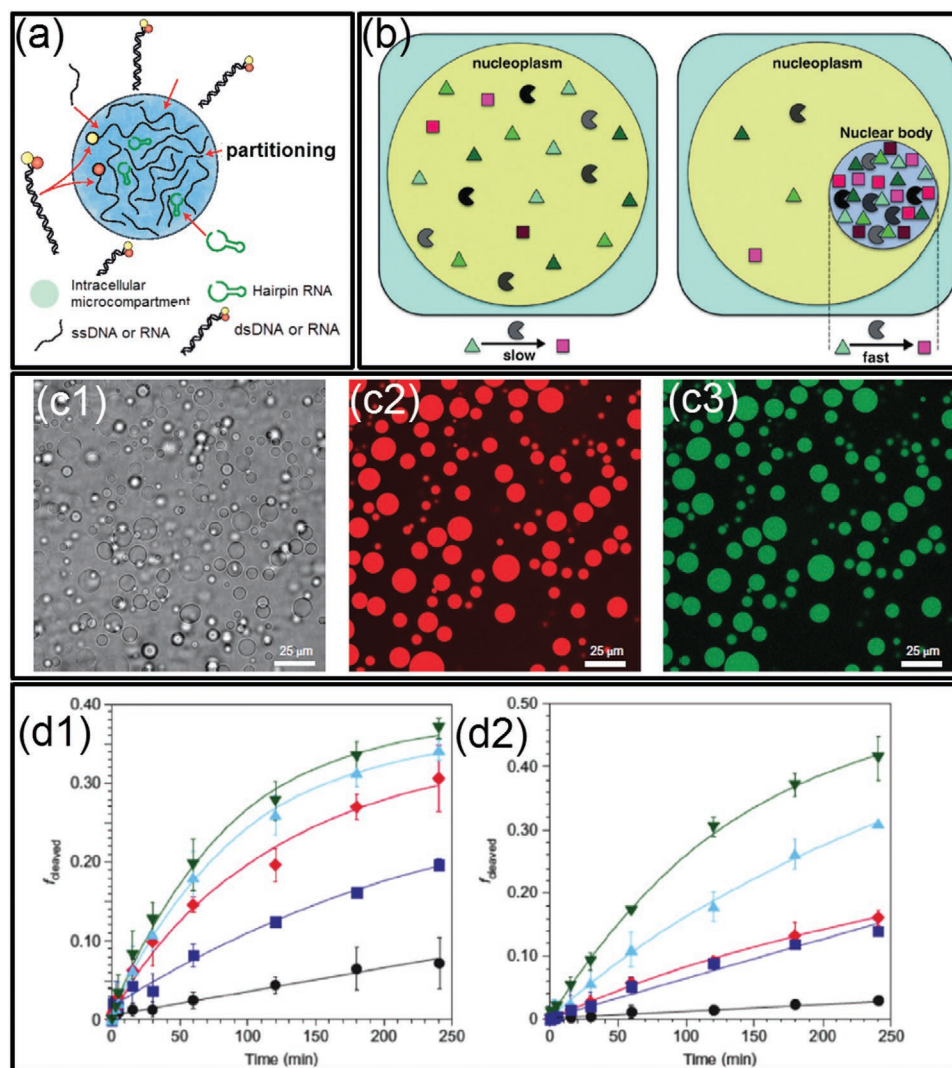 (a)
partitioning
Intracellular
microcompartment
Hairpin RNA
ssDNA or RNA
dsDNA or RNA
(b)
nucleoplasm
slow
nucleoplasm
Nuclear body
fast
(c1)
25 μm
(c2)
25 μm
(c3)
25 μm
(d1)
0.40
0.30
0.20
0.10
0
fcleaved
0
50
100
150
200
250
Time (min)
(d2)
0.50
0.40
0.30
0.20
0.10
0
fcleaved
0
50
100
150
200
250
Time (min)